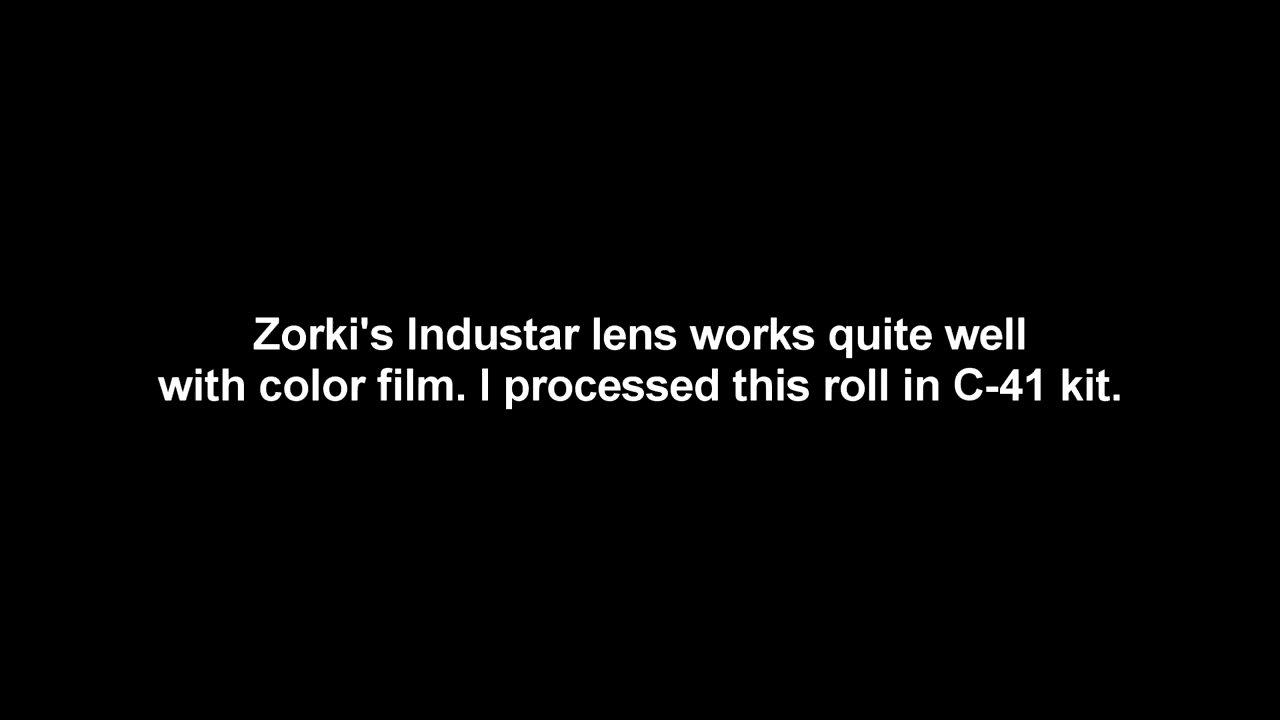 Zorki's Industar lens works quite well
with color film. I processed this roll in C-41 kit.